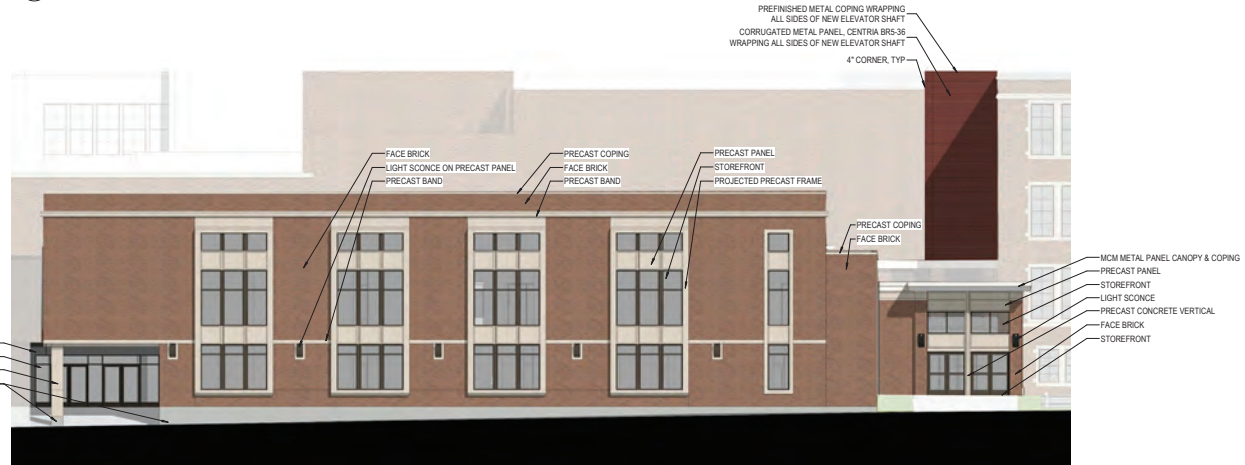 PREFINISHED METAL COPING WRAPPING
ALL SIDES OF NEW ELEVATOR SHAFT
CORRUGATED METAL PANEL, CENTRIA BR5-36
WRAPPING ALL SIDES OF NEW ELEVATOR SHAFT
4" CORNER, TYP
FACE BRICK
LIGHT SCONCE ON PRECAST PANEL
PRECAST BAND
PRECAST COPING
FACE BRICK
PRECAST BAND
PRECAST PANEL
STOREFRONT
PROJECTED PRECAST FRAME
PRECAST COPING
FACE BRICK
MCM METAL PANEL CANOPY & COPING
PRECAST PANEL
STOREFRONT
LIGHT SCONCE
PRECAST CONCRETE VERTICAL
FACE BRICK
STOREFRONT